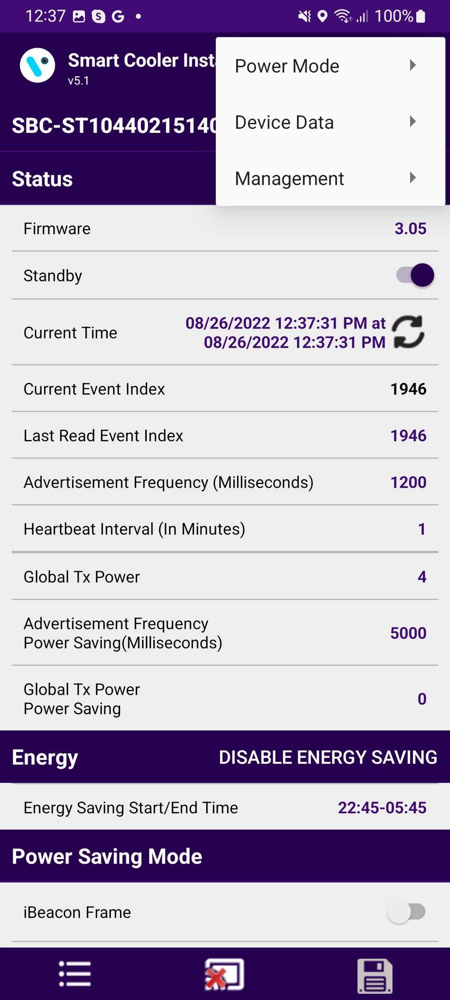 12:37
100%
Smart Cooler Inst
v5.1
Power Mode
Device Data
Management
SBC-ST1044021514
Status
Firmware
3.05
Standby
Current Time
08/26/2022 12:37:31 PM at
08/26/2022 12:37:31 PM
Current Event Index
1946
Last Read Event Index
1946
Advertisement Frequency (Milliseconds)
1200
Heartbeat Interval (In Minutes)
1
Global Tx Power
4
Advertisement Frequency
Power Saving(Milliseconds)
5000
Global Tx Power
Power Saving
0
Energy
DISABLE ENERGY SAVING
Energy Saving Start/End Time
22:45-05:45
Power Saving Mode
iBeacon Frame